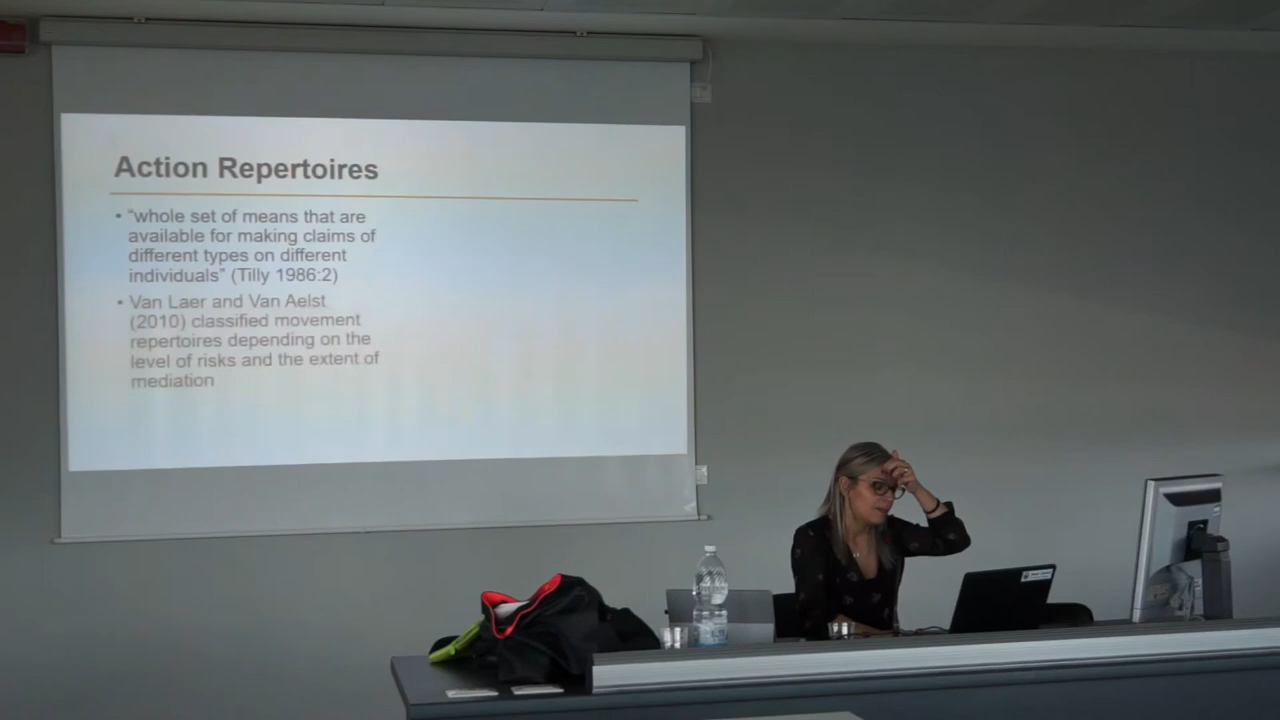 Action Repertoires
• “whole set of means that are
available for making claims of
different types on different
individuals” (Tilly 1986:2)
• Van Laer and Van Aelst
(2010) classified movement
repertoires depending on the
level of risks and the extent of
mediation